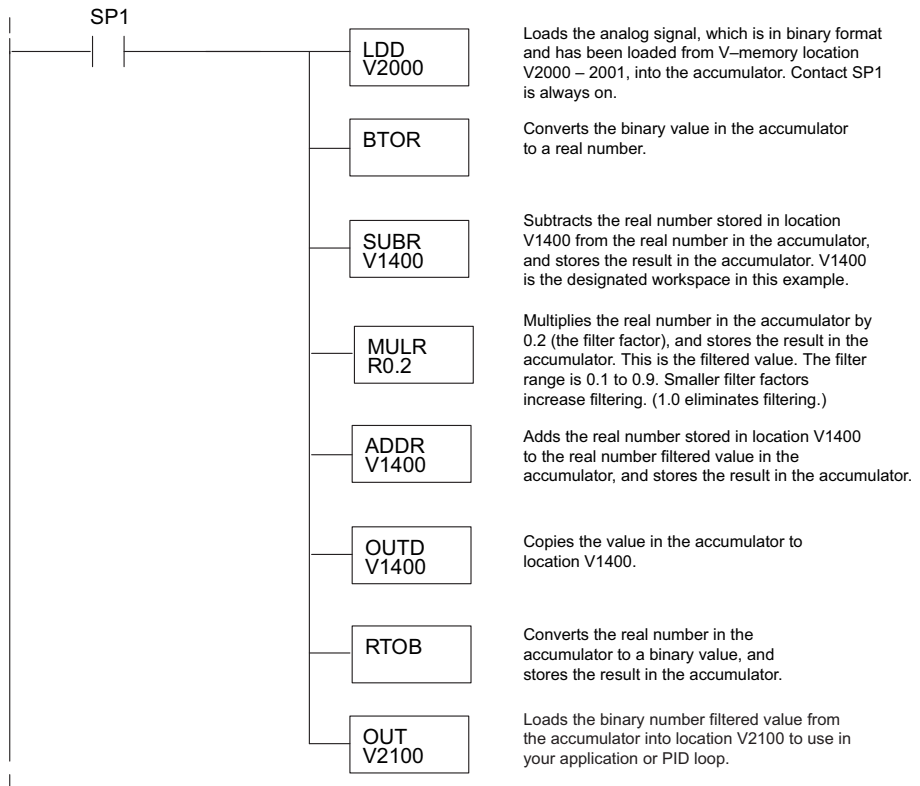 SP1
LDD
V2000
Loads the analog signal, which is in binary format
and has been loaded from V–memory location
V2000 – 2001, into the accumulator. Contact SP1
is always on.
BTOR
Converts the binary value in the accumulator
to a real number.
SUBR
V1400
Subtracts the real number stored in location
V1400 from the real number in the accumulator,
and stores the result in the accumulator. V1400
is the designated workspace in this example.
MULR
R0.2
Multiplies the real number in the accumulator by
0.2 (the filter factor), and stores the result in the
accumulator. This is the filtered value. The filter
range is 0.1 to 0.9. Smaller filter factors
increase filtering. (1.0 eliminates filtering.)
ADDR
V1400
Adds the real number stored in location V1400
to the real number filtered value in the
accumulator, and stores the result in the accumulator.
OUTD
V1400
Copies the value in the accumulator to
location V1400.
RTOB
Converts the real number in the
accumulator to a binary value, and
stores the result in the accumulator.
OUT
V2100
Loads the binary number filtered value from
the accumulator into location V2100 to use in
your application or PID loop.